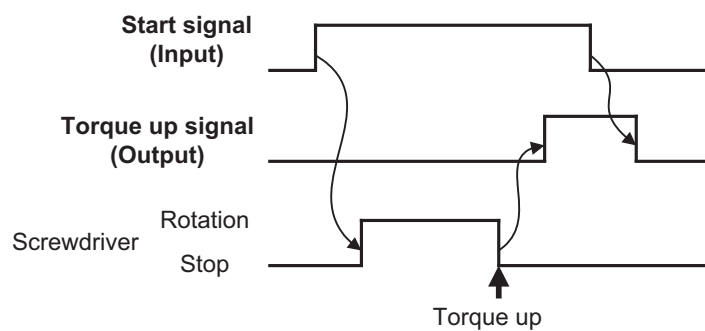 Start signal
(Input)
Torque up signal
(Output)
Rotation
Screwdriver
Stop
Torque up